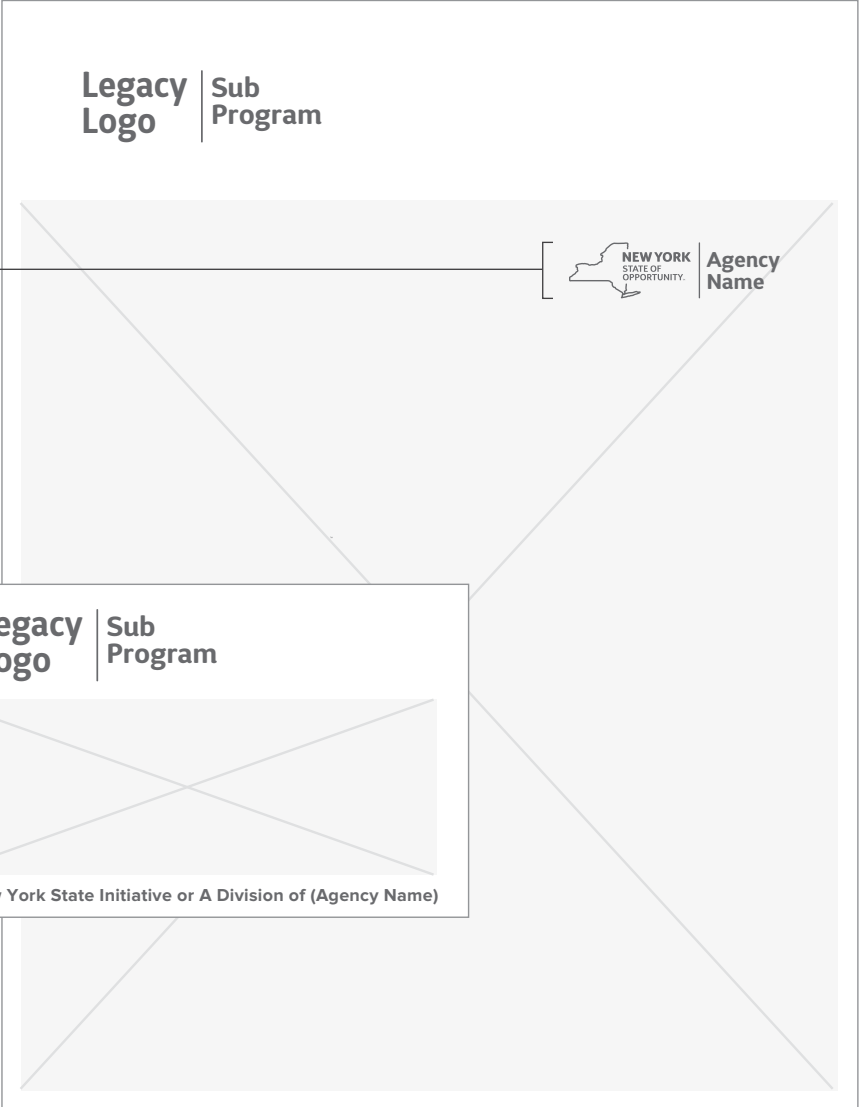 Legacy
Logo
Sub
Program
NEW YORK
STATE OF
OPPORTUNITY.
Agency
Name
egacy
ogo
Sub
Program
York State Initiative or A Division of (Agency Name)